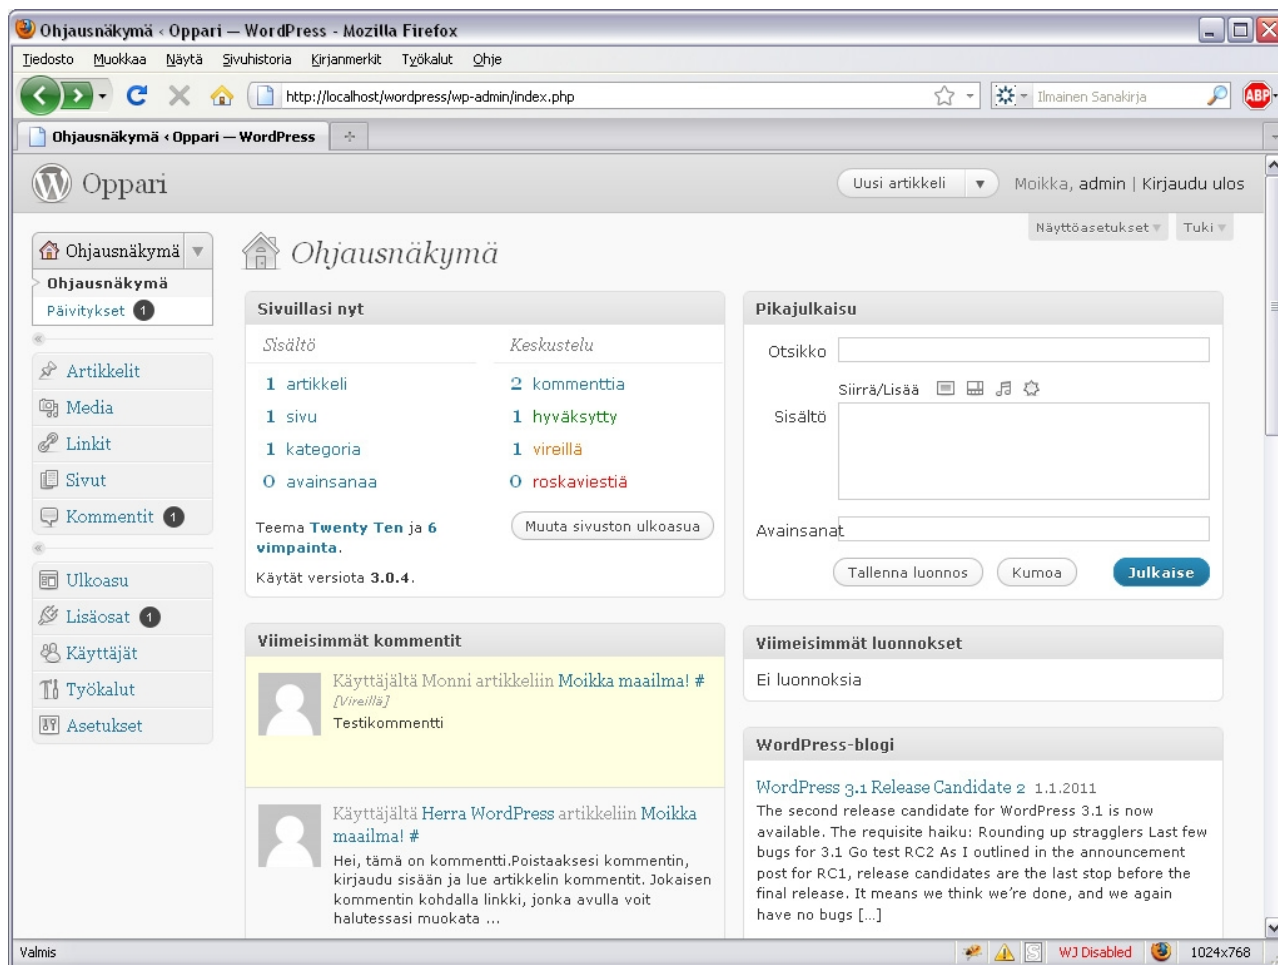 Ohjausnäkymä ‹ Oppari — WordPress - Mozilla Firefox
Tiedosto Muokkaa Näytä Sivuhistoria Kirjanmerkit Työkalut Ohje
http://localhost/wordpress/wp-admin/index.php
Ilmainen Sanakirja
ABP
Ohjausnäkymä ‹ Oppari — WordPress
Oppari
Uusi artikkeli
Moikka, admin | Kirjaudu ulos
Näyttöasetukset
Tuki
Ohjausnäkymä
Ohjausnäkymä
Päivitykset 1
Artikkelit
Media
Linkit
Sivut
Kommentit 1
Ulkoasu
Lisäosat 1
Käyttäjät
Työkalut
Asetukset
Ohjausnäkymä
Sivuillasi nyt
Sisältö
1 artikkeli
1 sivu
1 kategoria
0 avainsanaa
Keskustelu
2 kommenttia
1 hyväksytty
1 vireillä
0 roskaviestiä
Teema Twenty Ten ja 6
vimpainta.
Muuta sivuston ulkoasua
Käytät versiota 3.0.4.
Viimeisimmät kommentit
Käyttäjältä Monni artikkeliin Moikka maailma! #
[Vireillä]
Testikommentti
Käyttäjältä Herra WordPress artikkeliin Moikka
maailma! #
Hei, tämä on kommentti.Poistaaksesi kommentin,
kirjaudu sisään ja lue artikkelin kommentit. Jokaisen
kommentin kohdalla linkki, jonka avulla voit
halutessasi muokata ...
Pikajulkaisu
Otsikko
Siirrä/Lisää
Sisältö
Avainsanat
Tallenna luonnos
Kumoa
Julkaise
Viimeisimmät luonnokset
Ei luonnoksia
WordPress-blogi
WordPress 3.1 Release Candidate 2 1.1.2011
The second release candidate for WordPress 3.1 is now
available. The requisite haiku: Rounding up stragglers Last few
bugs for 3.1 Go test RC2 As I outlined in the announcement
post for RC1, release candidates are the last stop before the
final release. It means we think we're done, and we again
have no bugs [...]
Valmis
WJ Disabled
1024x768